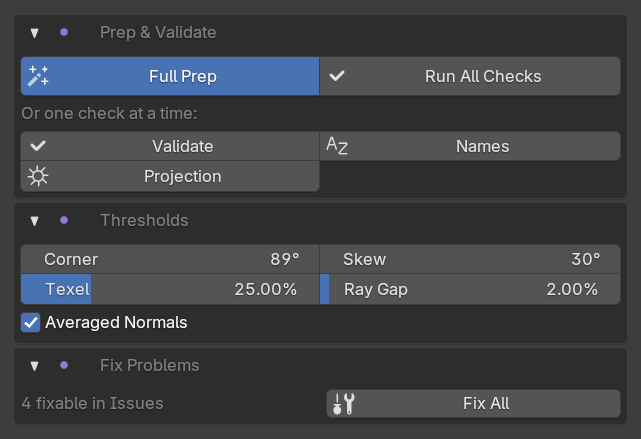 Prep & Validate
Full Prep Run All Checks
Or one check at a time:
Validate Names
Projection
Thresholds
Corner 89° Skew 30°
Texel 25.00% Ray Gap 2.00%
Averaged Normals
Fix Problems
4 fixable in Issues Fix All